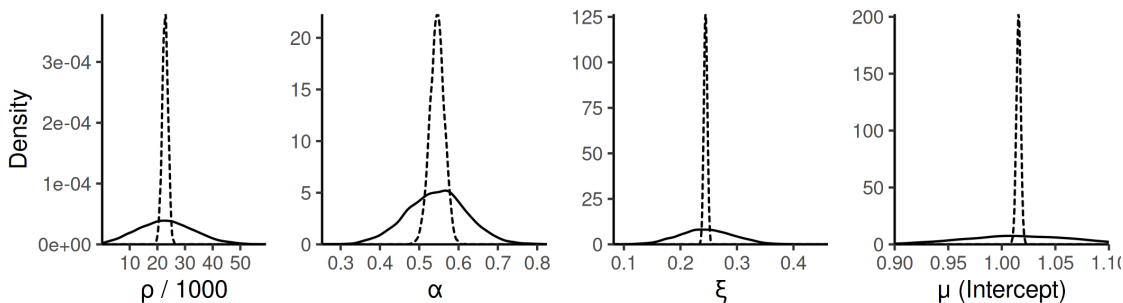 Density
3e-04
2e-04
1e-04
0e+00
10 20 30 40 50
ρ / 1000
20
15
10
5
0
0.3 0.4 0.5 0.6 0.7 0.8
α
125
100
75
50
25
0
0.1 0.2 0.3 0.4
ξ
200
150
100
50
0
0.90 0.95 1.00 1.05 1.10
μ (Intercept)